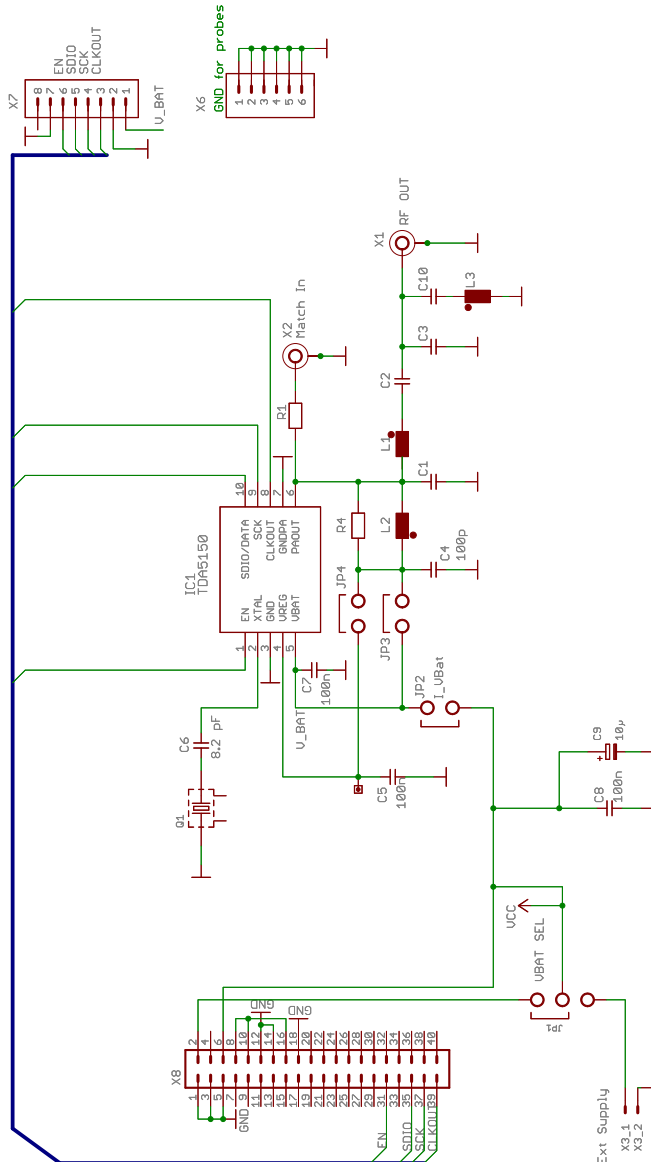 GND for probes
X6
1
2
3
4
5
6
X7
EN
SDIO
SCK
CLKOUT
8
7
6
5
4
3
2
1
V_BAT
X1
RF OUT
C10
L3
C3
C2
X2
Match In
R1
L1
C1
R4
L2
C4
100p
JP4
JP3
IC1
TDA5150
10
9
8
7
6
SDIO/DATA
SCK
CLKOUT
GNDPA
PAOUT
EN
XTAL
GND
VREG
VBAT
1
2
3
4
5
C7
100n
V_BAT
JP2
I_VBat
C6
8.2 pF
Q1
C5
100n
C9
10µ
C8
100n
VCC
VBAT SEL
JP1
X8
2
4
6
8
10
12
14
16
18
20
22
24
26
28
30
32
34
36
38
40
GND
GND
1
3
5
7
9
11
13
15
17
19
21
23
25
27
29
31
33
35
37
39
GND
EN
SDIO
SCK
CLKOUT
Ext Supply
X3_1
X3_2